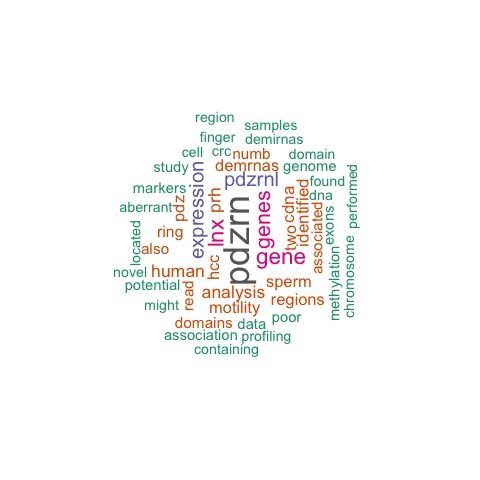 region
samples
finger
demirnas
cell
crc
numb
domain
study
demrnas
genome
markers
expression
pdz
prh
pdzrnl
found
dna
aberrant
lnx
pdzrn
genes
cdna
identified
performed
ring
two
associated
exons
located
also
gene
novel
human
hcc
methylation
chromosome
potential
read
analysis
sperm
might
motility
regions
domains
data
poor
association
profiling
containing